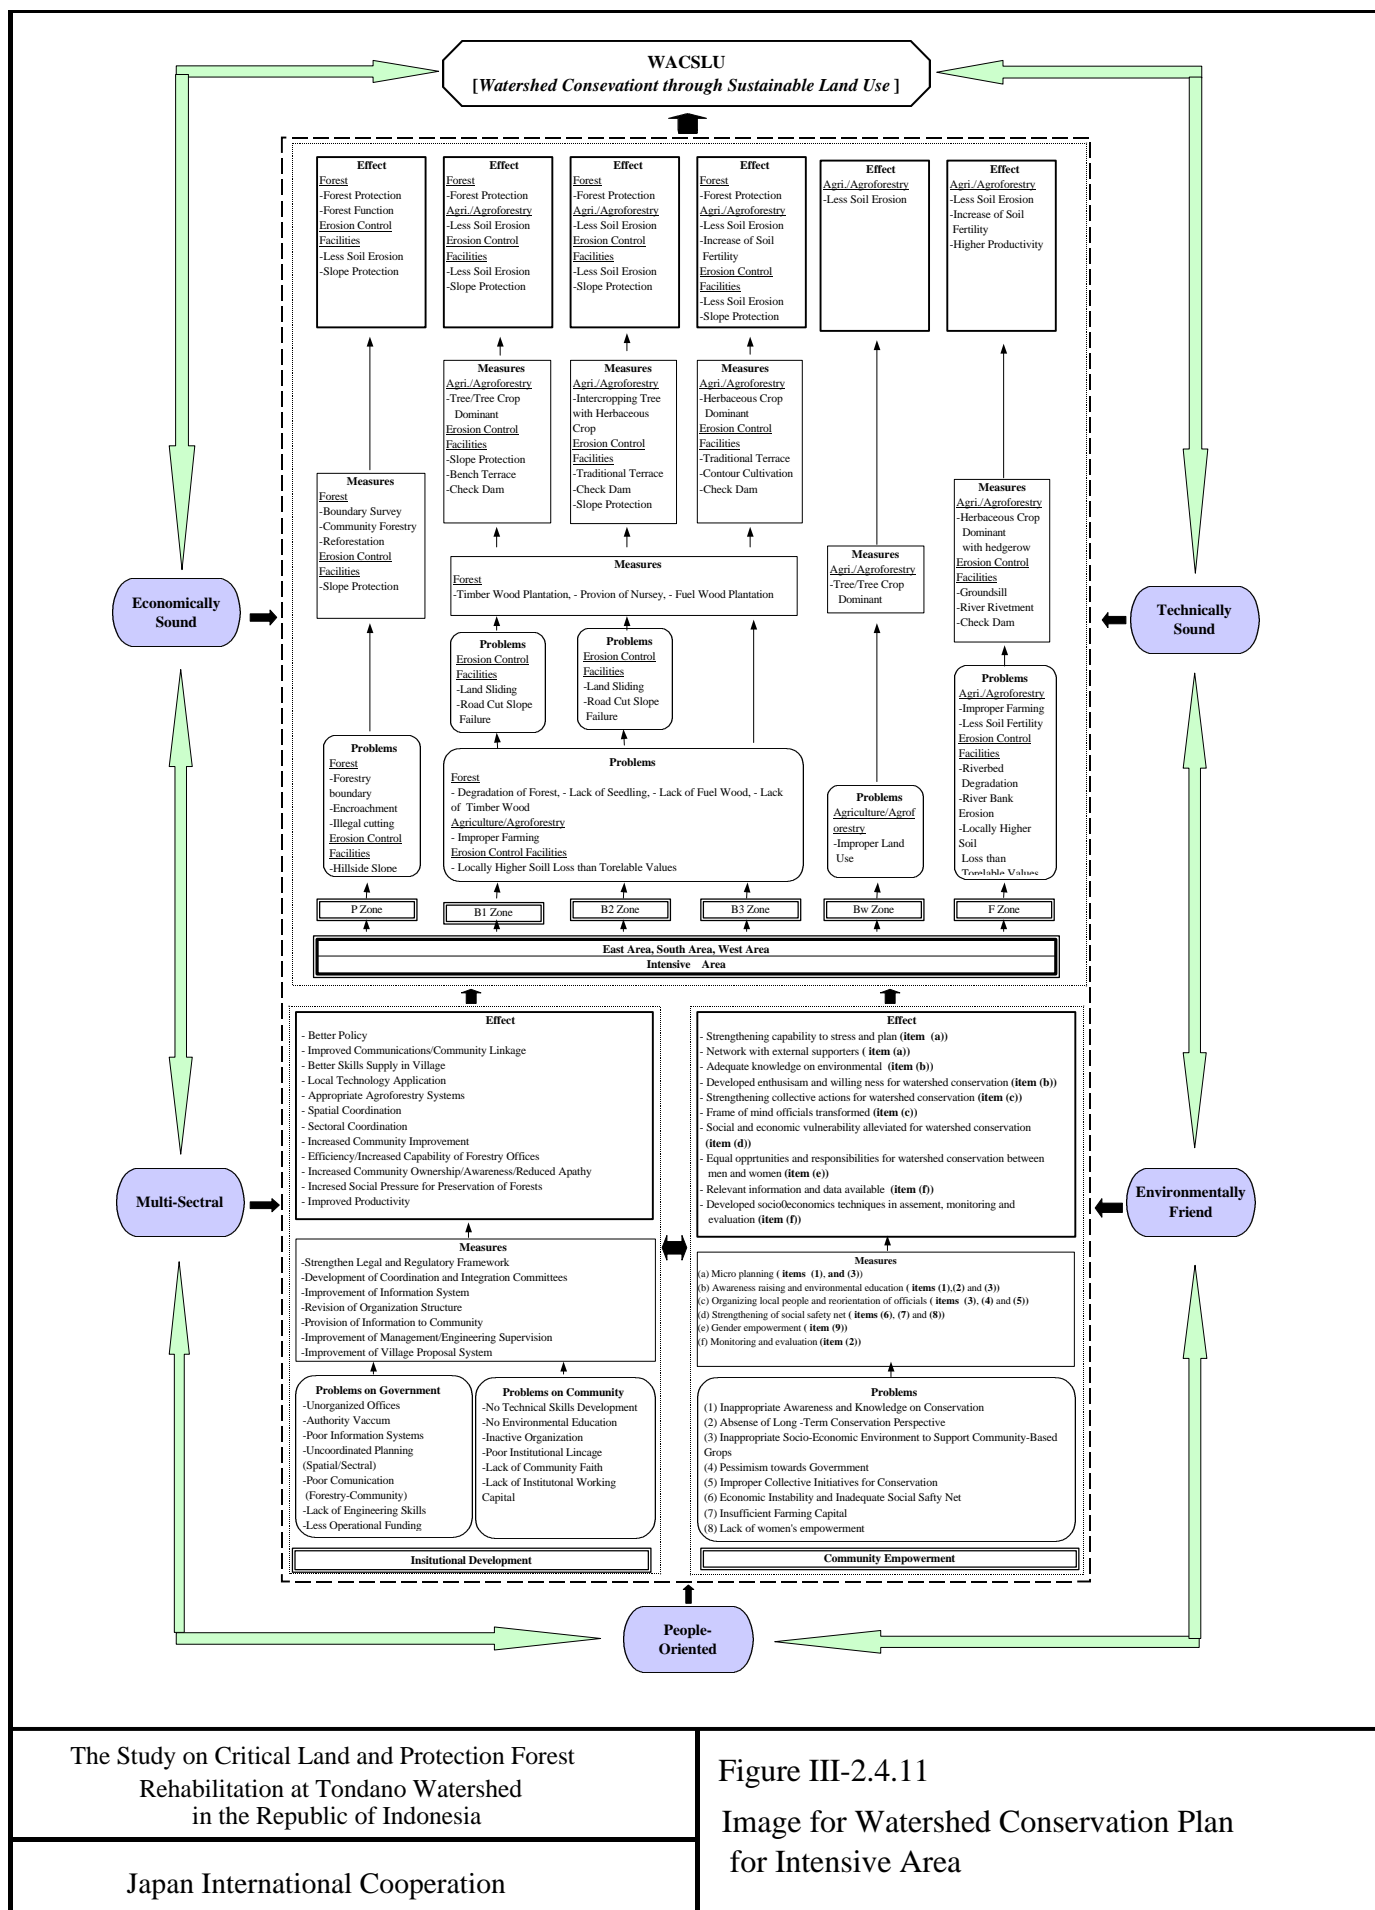 WACSLU
[Watershed Consevationt through Sustainable Land Use ]
Effect
Forest
-Forest Protection
-Forest Function
Erosion Control
Facilities
-Less Soil Erosion
-Slope Protection
Effect
Forest
-Forest Protection
Agri./Agroforestry
-Less Soil Erosion
Erosion Control
Facilities
-Less Soil Erosion
-Slope Protection
Effect
Forest
-Forest Protection
Agri./Agroforestry
-Less Soil Erosion
Erosion Control
Facilities
-Less Soil Erosion
-Slope Protection
Effect
Forest
-Forest Protection
Agri./Agroforestry
-Less Soil Erosion
-Increase of Soil
Fertility
Erosion Control
Facilities
-Less Soil Erosion
-Slope Protection
Effect
Agri./Agroforestry
-Less Soil Erosion
Effect
Agri./Agroforestry
-Less Soil Erosion
-Increase of Soil
Fertility
-Higher Productivity
Measures
Forest
-Boundary Survey
-Community Forestry
-Reforestation
Erosion Control
Facilities
-Slope Protection
Measures
Agri./Agroforestry
-Tree/Tree Crop
Dominant
Erosion Control
Facilities
-Slope Protection
-Bench Terrace
-Check Dam
Measures
Agri./Agroforestry
-Intercropping Tree
with Herbaceous
Crop
Erosion Control
Facilities
-Traditional Terrace
-Check Dam
-Slope Protection
Measures
Agri./Agroforestry
-Herbaceous Crop
Dominant
Erosion Control
Facilities
-Traditional Terrace
-Contour Cultivation
-Check Dam
Measures
Agri./Agroforestry
-Tree/Tree Crop
Dominant
Measures
Agri./Agroforestry
-Herbaceous Crop
Dominant
with hedgerow
Erosion Control
Facilities
-Groundsill
-River Rivetment
-Check Dam
Measures
Forest
-Timber Wood Plantation, - Provion of Nursey, - Fuel Wood Plantation
Economically
Sound
Technically
Sound
Problems
Erosion Control
Facilities
-Land Sliding
-Road Cut Slope
Failure
Problems
Erosion Control
Facilities
-Land Sliding
-Road Cut Slope
Failure
Problems
Forest
-Forestry
boundary
-Encroachment
-Illegal cutting
Erosion Control
Facilities
-Hillside Slope
Problems
Forest
- Degradation of Forest, - Lack of Seedling, - Lack of Fuel Wood, - Lack
of Timber Wood
Agriculture/Agroforestry
- Improper Farming
Erosion Control Facilities
- Locally Higher Soill Loss than Torelable Values
Problems
Agriculture/Agrof
orestry
-Improper Land
Use
Problems
Agri./Agroforestry
-Improper Farming
-Less Soil Fertility
Erosion Control
Facilities
-Riverbed
Degradation
-River Bank
Erosion
-Locally Higher
Soil
Loss than
Torelable Values
P Zone
B1 Zone
B2 Zone
B3 Zone
Bw Zone
F Zone
East Area, South Area, West Area
Intensive Area
Effect
- Better Policy
- Improved Communications/Community Linkage
- Better Skills Supply in Village
- Local Technology Application
- Appropriate Agroforestry Systems
- Spatial Coordination
- Sectoral Coordination
- Increased Community Improvement
- Efficiency/Increased Capability of Forestry Offices
- Increased Community Ownership/Awareness/Reduced Apathy
- Incresed Social Pressure for Preservation of Forests
- Improved Productivity
Effect
- Strengthening capability to stress and plan (item (a))
- Network with external supporters ( item (a))
- Adequate knowledge on environmental (item (b))
- Developed enthusisam and willing ness for watershed conservation (item (b))
- Strengthening collective actions for watershed conservation (item (c))
- Frame of mind officials transformed (item (c))
- Social and economic vulnerability alleviated for watershed conservation
(item (d))
- Equal opprtunities and responsibilities for watershed conservation between
men and women (item (e))
- Relevant information and data available (item (f))
- Developed socio0economics techniques in assement, monitoring and
evaluation (item (f))
Multi-Sectral
Environmentally
Friend
Measures
-Strengthen Legal and Regulatory Framework
-Development of Coordination and Integration Committees
-Improvement of Information System
-Revision of Organization Structure
-Provision of Information to Community
-Improvement of Management/Engineering Supervision
-Improvement of Village Proposal System
Measures
(a) Micro planning ( items (1), and (3))
(b) Awareness raising and environmental education ( items (1),(2) and (3))
(c) Organizing local people and reorientation of officials ( items (3), (4) and (5))
(d) Strengthening of social safety net ( items (6), (7) and (8))
(e) Gender empowerment ( item (9))
(f) Monitoring and evaluation (item (2))
Problems on Government
-Unorganized Offices
-Authority Vaccum
-Poor Information Systems
-Uncoordinated Planning
(Spatial/Sectral)
-Poor Comunication
(Forestry-Community)
-Lack of Engineering Skills
-Less Operational Funding
Problems on Community
-No Technical Skills Development
-No Environmental Education
-Inactive Organization
-Poor Institutional Lincage
-Lack of Community Faith
-Lack of Institutonal Working
Capital
Problems
(1) Inappropriate Awareness and Knowledge on Conservation
(2) Absense of Long -Term Conservation Perspective
(3) Inappropriate Socio-Economic Environment to Support Community-Based
Grops
(4) Pessimism towards Government
(5) Improper Collective Initiatives for Conservation
(6) Economic Instability and Inadequate Social Safty Net
(7) Insufficient Farming Capital
(8) Lack of women's empowerment
Insitutional Development
Community Empowerment
People-
Oriented
The Study on Critical Land and Protection Forest
Rehabilitation at Tondano Watershed
in the Republic of Indonesia
Japan International Cooperation
Figure III-2.4.11
Image for Watershed Conservation Plan
for Intensive Area